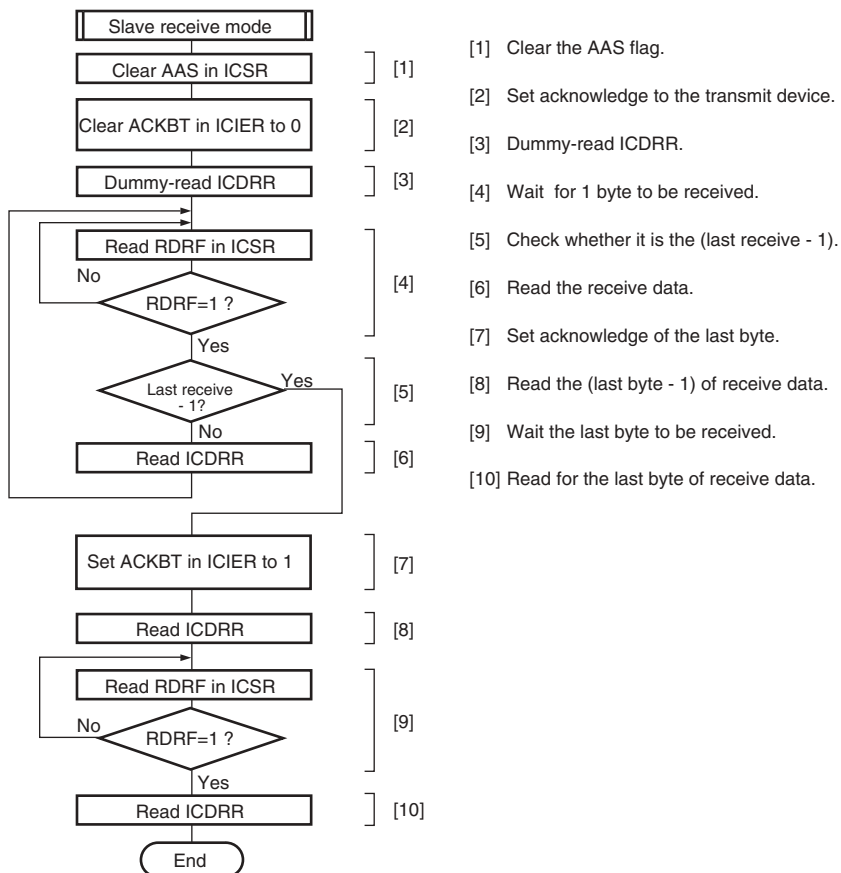 Slave receive mode
Clear AAS in ICSR
[1]
Clear ACKBT in ICIER to 0
[2]
Dummy-read ICDRR
[3]
Read RDRF in ICSR
No
RDRF=1 ?
[4]
Yes
Last receive
- 1?
Yes
[5]
No
Read ICDRR
[6]
Set ACKBT in ICIER to 1
[7]
Read ICDRR
[8]
Read RDRF in ICSR
No
RDRF=1 ?
[9]
Yes
Read ICDRR
[10]
End
[1] Clear the AAS flag.
[2] Set acknowledge to the transmit device.
[3] Dummy-read ICDRR.
[4] Wait for 1 byte to be received.
[5] Check whether it is the (last receive - 1).
[6] Read the receive data.
[7] Set acknowledge of the last byte.
[8] Read the (last byte - 1) of receive data.
[9] Wait the last byte to be received.
[10] Read for the last byte of receive data.